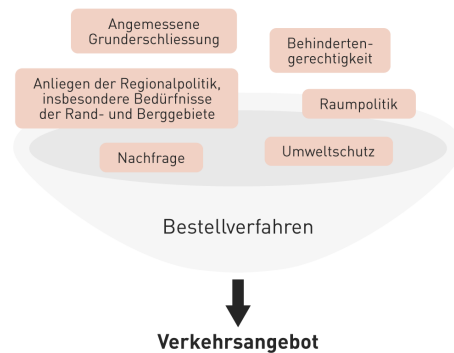 Angemessene
Grunderschliessung
Behinderten-
gerechtigkeit
Anliegen der Regionalpolitik,
insbesondere Bedürfnisse
der Rand- und Berggebiete
Raumpolitik
Nachfrage
Umweltschutz
Bestellverfahren
Verkehrsangebot